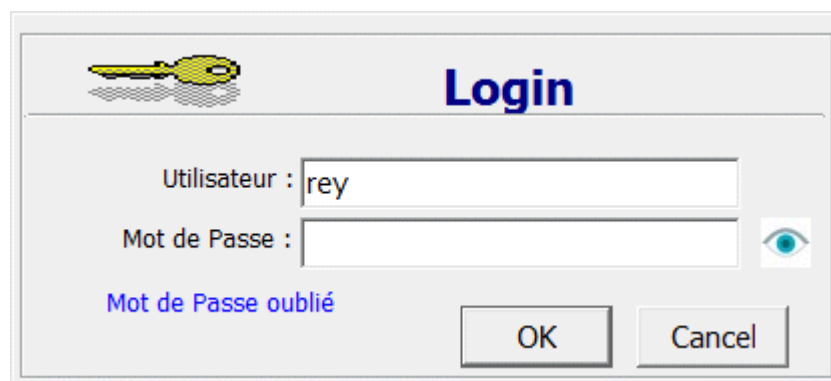 Login
Utilisateur : rey
Mot de Passe :
Mot de Passe oublié
OK Cancel